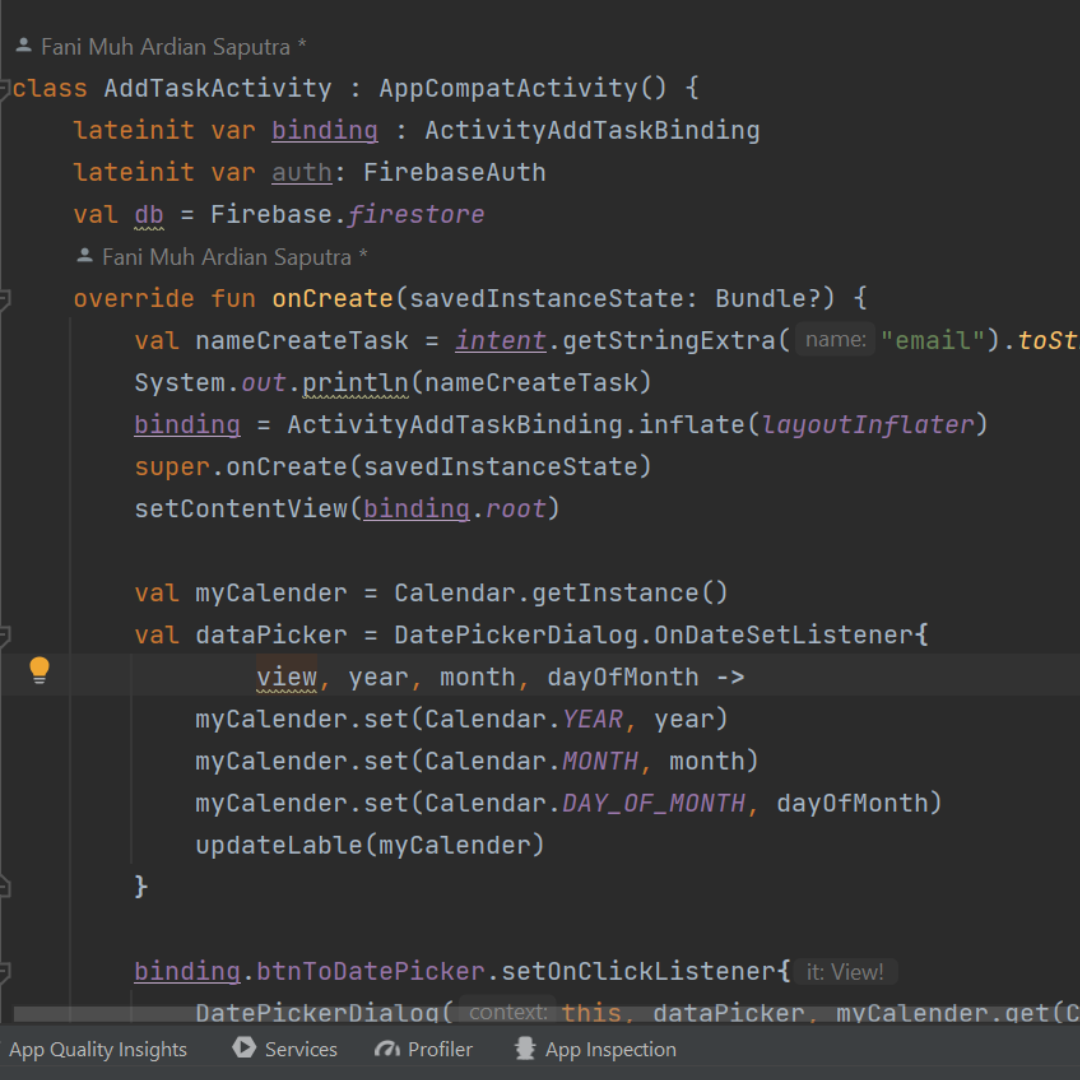 Fani Muh Ardian Saputra *
class AddTaskActivity : AppCompatActivity() {
lateinit var binding : ActivityAddTaskBinding
lateinit var auth: FirebaseAuth
val db = Firebase.firestore
Fani Muh Ardian Saputra *
override fun onCreate(savedInstanceState: Bundle?) {
val nameCreateTask = intent.getStringExtra( name: "email").toSt
System.out.println(nameCreateTask)
binding = ActivityAddTaskBinding.inflate(layoutInflater)
super.onCreate(savedInstanceState)
setContentView(binding.root)
val myCalender = Calendar.getInstance()
val dataPicker = DatePickerDialog.OnDateSetListener{
view, year, month, dayOfMonth ->
myCalender.set(Calendar.YEAR, year)
myCalender.set(Calendar.MONTH, month)
myCalender.set(Calendar.DAY_OF_MONTH, dayOfMonth)
updateLable(myCalender)
}
binding.btnToDatePicker.setOnClickListener{ it: View!
DatePickerDialog( context: this, dataPicker, myCalender.get(C
App Quality Insights Services Profiler App Inspection